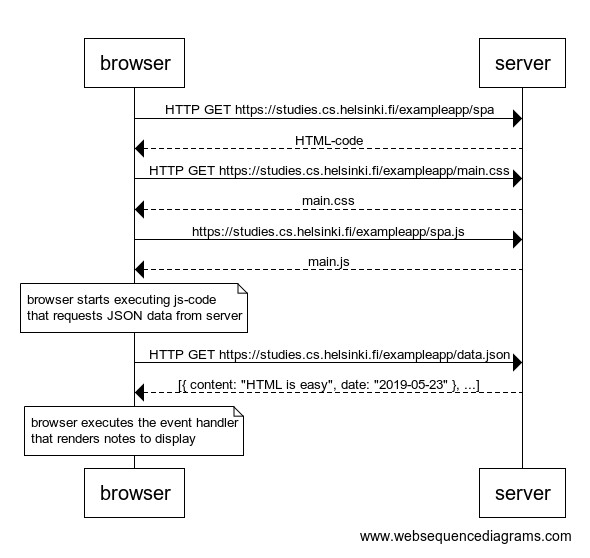 browser
server
HTTP GET https://studies.cs.helsinki.fi/exampleapp/spa
HTML-code
HTTP GET https://studies.cs.helsinki.fi/exampleapp/main.css
main.css
https://studies.cs.helsinki.fi/exampleapp/spa.js
main.js
browser starts executing js-code
that requests JSON data from server
HTTP GET https://studies.cs.helsinki.fi/exampleapp/data.json
[{ content: "HTML is easy", date: "2019-05-23" }, ...]
browser executes the event handler
that renders notes to display
browser
server
www.websequencediagrams.com